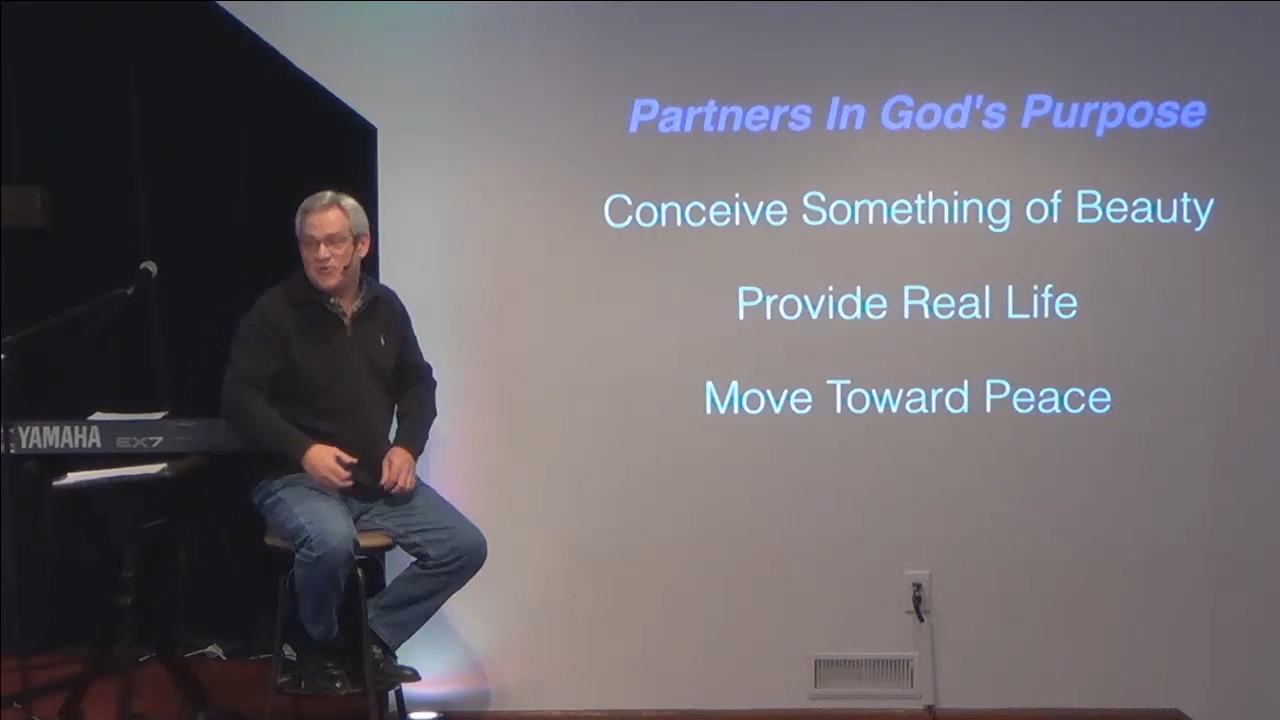 Partners In God's Purpose
Conceive Something of Beauty
Provide Real Life
Move Toward Peace
YAMAHA EX7